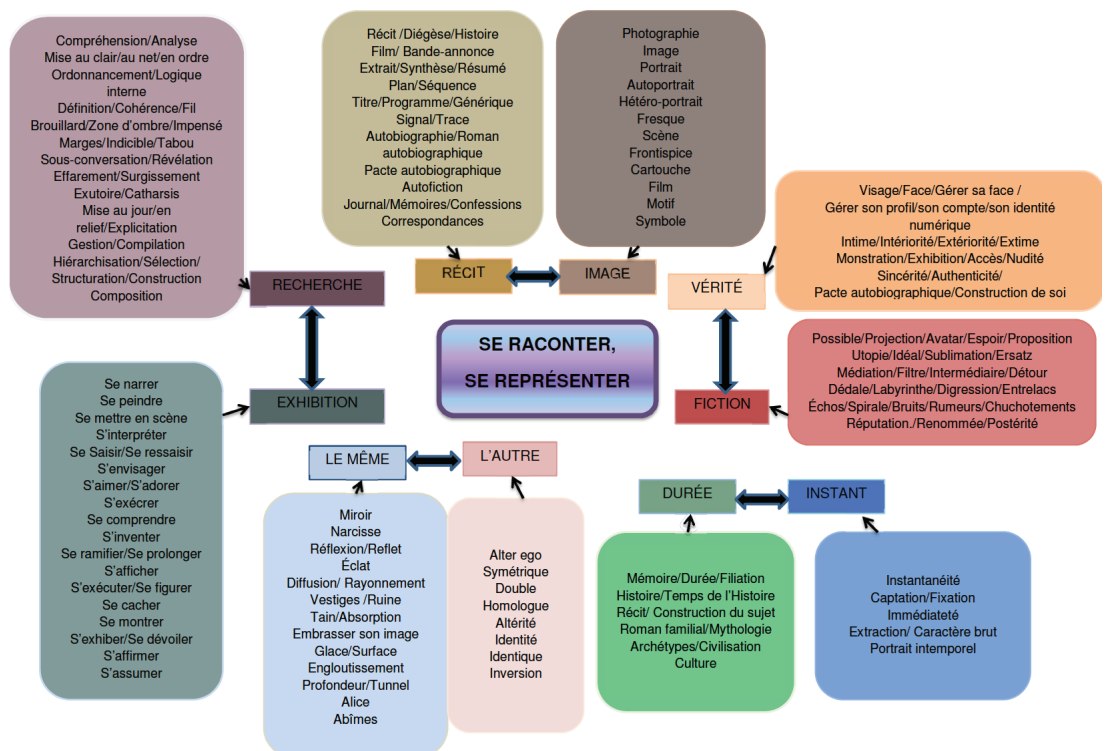 Compréhension/Analyse
Mise au clair/au net/en ordre
Ordonnancement/Logique
interne
Définition/Cohérence/Fil
Brouillard/Zone d'ombre/Impensé
Marges/Indicible/Tabou
Sous-conversation/Révélation
Effarement/Surgissement
Exutoire/Catharsis
Mise au jour/en
relief/Explicitation
Gestion/Compilation
Hiérarchisation/Sélection/
Structuration/Construction
Composition
Récit /Diégèse/Histoire
Film/ Bande-annonce
Extrait/Synthèse/Résumé
Plan/Séquence
Titre/Programme/Générique
Signal/Trace
Autobiographie/Roman
autobiographique
Pacte autobiographique
Autofiction
Journal/Mémoires/Confessions
Correspondances
Photographie
Image
Portrait
Autoportrait
Hétéro-portrait
Fresque
Scène
Frontispice
Cartouche
Film
Motif
Symbole
Visage/Face/Gérer sa face /
Gérer son profil/son compte/son identité
numérique
Intime/Intériorité/Extériorité/Extime
Monstration/Exhibition/Accès/Nudité
Sincérité/Authenticité/
Pacte autobiographique/Construction de soi
RECHERCHE
RÉCIT
IMAGE
VÉRITÉ
SE RACONTER,
SE REPRÉSENTER
Possible/Projection/Avatar/Espoir/Proposition
Utopie/Idéal/Sublimation/Ersatz
Médiation/Filtre/Intermédiaire/Détour
Dédale/Labyrinthe/Digression/Entrelacs
Échos/Spirale/Bruits/Rumeurs/Chuchotements
Réputation./Renommée/Postérité
EXHIBITION
FICTION
Se narrer
Se peindre
Se mettre en scène
S'interpréter
Se Saisir/Se ressaisir
S'envisager
S'aimer/S'adorer
S'exécrer
Se comprendre
S'inventer
Se ramifier/Se prolonger
S'afficher
S'exécuter/Se figurer
Se cacher
Se montrer
S'exhiber/Se dévoiler
S'affirmer
S'assumer
LE MÊME
L'AUTRE
DURÉE
INSTANT
Miroir
Narcisse
Réflexion/Reflet
Éclat
Diffusion/ Rayonnement
Vestiges /Ruine
Tain/Absorption
Embrasser son image
Glace/Surface
Engloutissement
Profondeur/Tunnel
Alice
Abîmes
Alter ego
Symétrique
Double
Homologue
Altérité
Identité
Identique
Inversion
Mémoire/Durée/Filiation
Histoire/Temps de l'Histoire
Récit/ Construction du sujet
Roman familial/Mythologie
Archétypes/Civilisation
Culture
Instantanéité
Captation/Fixation
Immédiateté
Extraction/ Caractère brut
Portrait intemporel